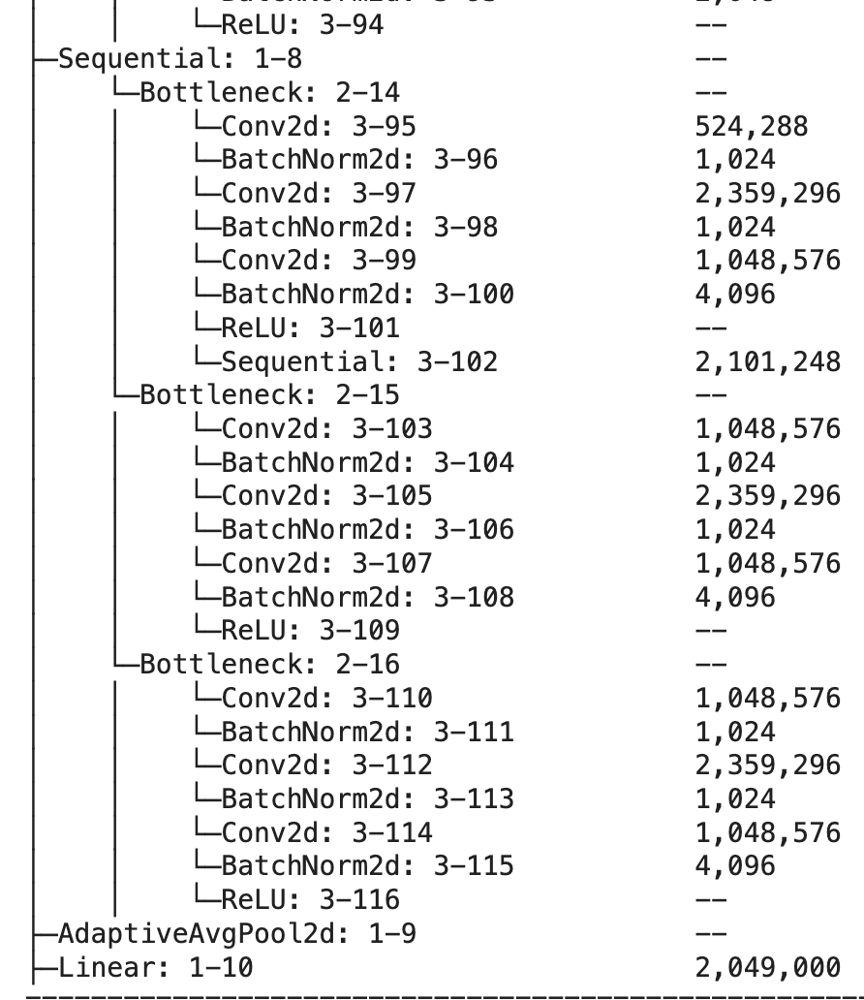 └─ReLU: 3-94 --
├─Sequential: 1-8 --
│ └─Bottleneck: 2-14 --
│ │ └─Conv2d: 3-95 524,288
│ │ └─BatchNorm2d: 3-96 1,024
│ │ └─Conv2d: 3-97 2,359,296
│ │ └─BatchNorm2d: 3-98 1,024
│ │ └─Conv2d: 3-99 1,048,576
│ │ └─BatchNorm2d: 3-100 4,096
│ │ └─ReLU: 3-101 --
│ │ └─Sequential: 3-102 2,101,248
│ └─Bottleneck: 2-15 --
│ │ └─Conv2d: 3-103 1,048,576
│ │ └─BatchNorm2d: 3-104 1,024
│ │ └─Conv2d: 3-105 2,359,296
│ │ └─BatchNorm2d: 3-106 1,024
│ │ └─Conv2d: 3-107 1,048,576
│ │ └─BatchNorm2d: 3-108 4,096
│ │ └─ReLU: 3-109 --
│ └─Bottleneck: 2-16 --
│ │ └─Conv2d: 3-110 1,048,576
│ │ └─BatchNorm2d: 3-111 1,024
│ │ └─Conv2d: 3-112 2,359,296
│ │ └─BatchNorm2d: 3-113 1,024
│ │ └─Conv2d: 3-114 1,048,576
│ │ └─BatchNorm2d: 3-115 4,096
│ │ └─ReLU: 3-116 --
├─AdaptiveAvgPool2d: 1-9 --
├─Linear: 1-10 2,049,000